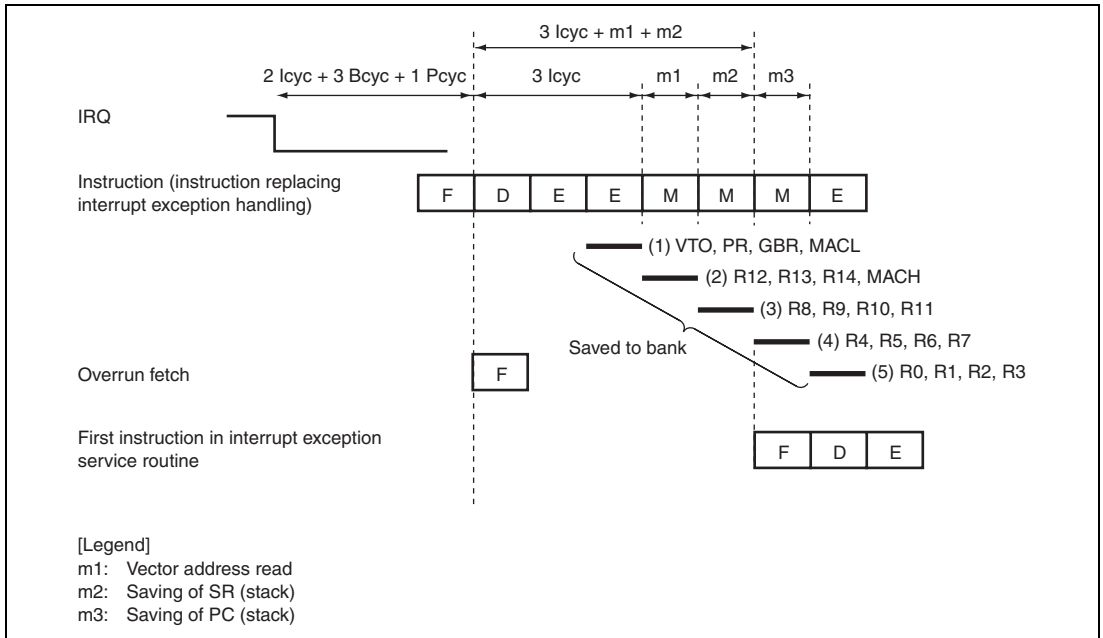 3 Icyc + m1 + m2
2 Icyc + 3 Bcyc + 1 Pcyc
3 Icyc
m1
m2
m3
IRQ
Instruction (instruction replacing
interrupt exception handling)
F D E E M M M E
(1) VTO, PR, GBR, MACL
(2) R12, R13, R14, MACH
(3) R8, R9, R10, R11
(4) R4, R5, R6, R7
Saved to bank
(5) R0, R1, R2, R3
Overrun fetch
F
First instruction in interrupt exception
service routine
F D E
[Legend]
m1: Vector address read
m2: Saving of SR (stack)
m3: Saving of PC (stack)